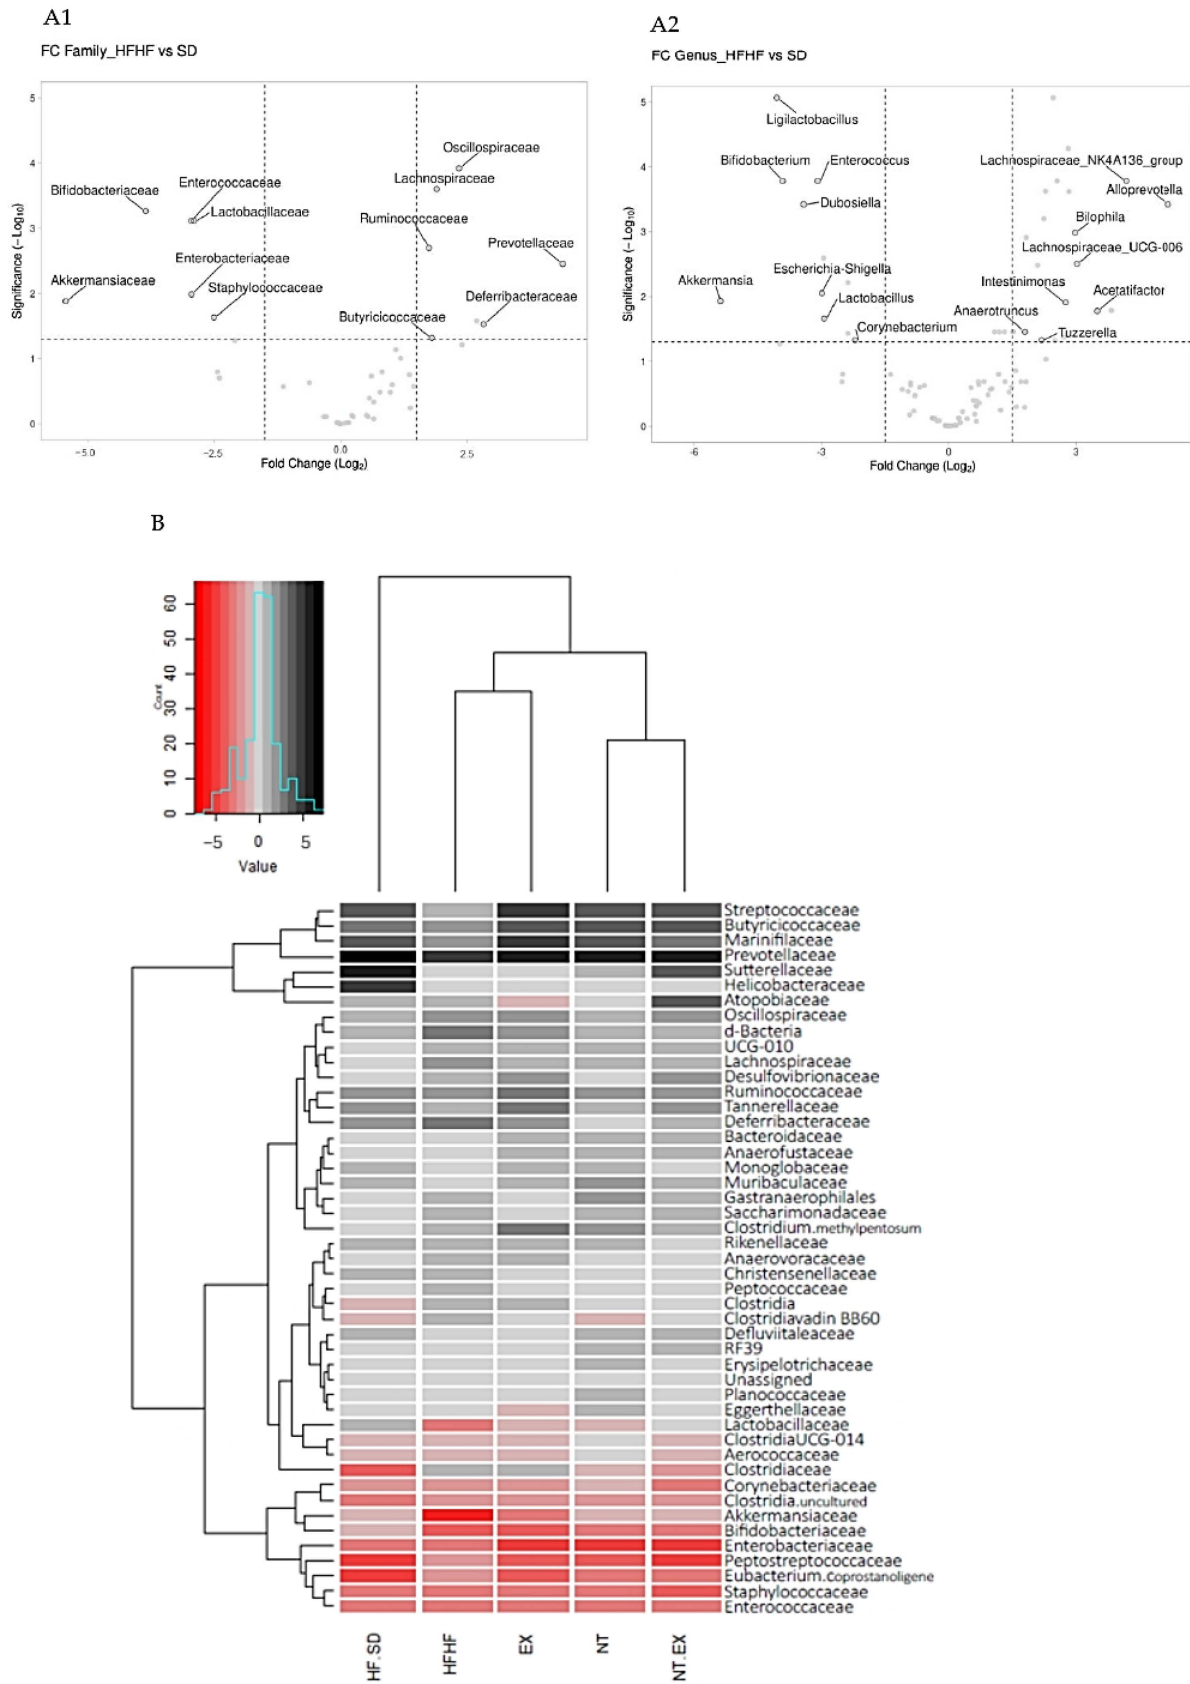 A1
FC Family_HFHF vs SD
5
4
3
2
1
0
Significance (−Log10)
Oscillospiraceae
Lachnospiraceae
Enterococcaceae
Bifidobacteriaceae
Lactobacillaceae
Ruminococcaceae
Prevotellaceae
Enterobacteriaceae
Akkermansiaceae
Staphylococcaceae
Deferribacteraceae
Butyricicoccaceae
−5.0
−2.5
0.0
2.5
Fold Change (Log2)
A2
FC Genus_HFHF vs SD
5
4
3
2
1
0
Significance (−Log10)
Ligilactobacillus
Bifidobacterium
Enterococcus
Lachnospiraceae_NK4A136_group
Alloprevotella
Dubosiella
Bilophila
Lachnospiraceae_UCG-006
Escherichia-Shigella
Akkermansia
Intestinimonas
Acetatifactor
Lactobacillus
Anaerotruncus
Corynebacterium
Tuzzerella
-6
-3
0
3
Fold Change (Log2)
B
60
50
40
30
20
10
0
Count
−5
0
5
Value
Streptococcaceae
Butyricicoccaceae
Marinifilaceae
Prevotellaceae
Sutterellaceae
Helicobacteraceae
Atopobiaceae
Oscillospiraceae
d-Bacteria
UCG-010
Lachnospiraceae
Desulfovibrionaceae
Ruminococcaceae
Tannerellaceae
Deferribacteraceae
Bacteroidaceae
Anaerofustaceae
Monoglobaceae
Muribaculaceae
Gastranaerophilales
Saccharimonadaceae
Clostridium.methylpentosum
Rikenellaceae
Anaerovoracaceae
Christensenellaceae
Peptococcaceae
Clostridia
Clostridiavadin BB60
Defluviitaleaceae
RF39
Erysipelotrichaceae
Unassigned
Planococcaceae
Eggerthellaceae
Lactobacillaceae
ClostridiaUCG-014
Aerococcaceae
Clostridiaceae
Corynebacteriaceae
Clostridia.uncultured
Akkermansiaceae
Bifidobacteriaceae
Enterobacteriaceae
Peptostreptococcaceae
Eubacterium.coprostanoligene
Staphylococcaceae
Enterococcaceae
HF.SD
HFHF
EX
NT
NT.EX